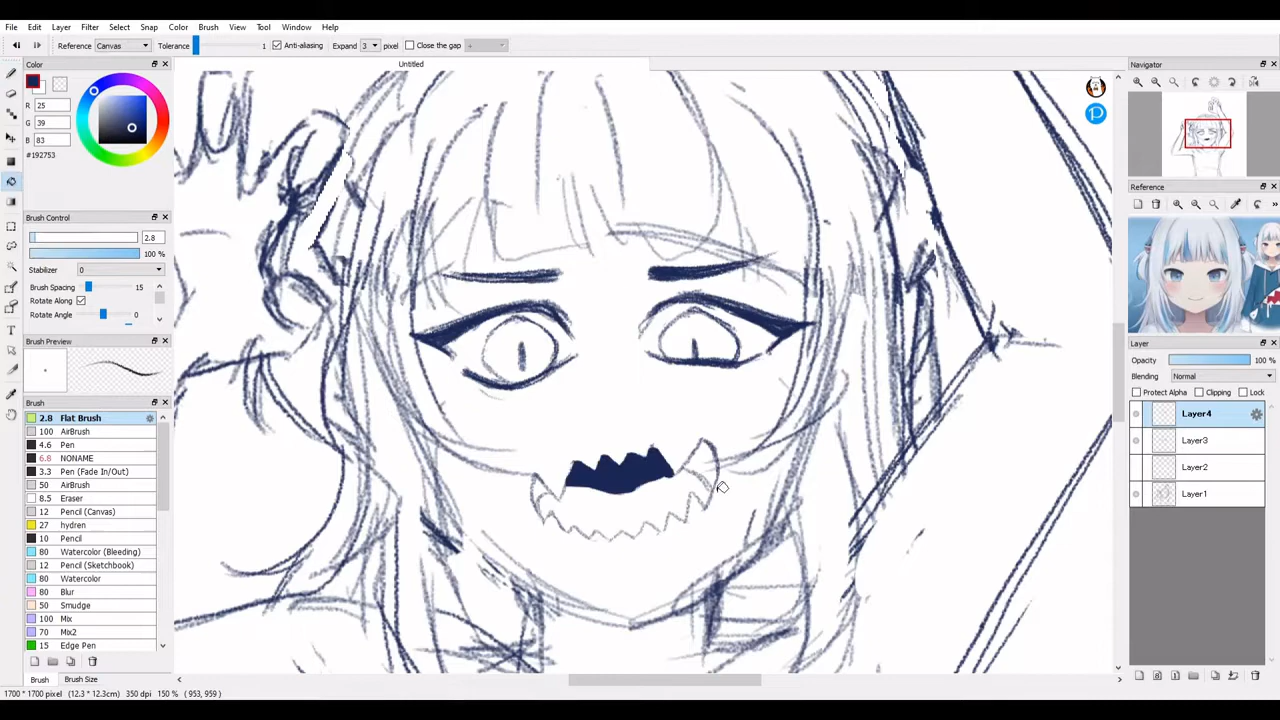 File Edit Layer Filter Select Snap Color Brush View Tool Window Help
Reference Canvas Tolerance 1 Anti-aliasing Expand 3 pixel Close the gap +
Color
Untitled
Navigator
R 25
G 39
B 83
#192753
Reference
Brush Control
2.8
100 %
Stabilizer 0
Brush Spacing 15
Rotate Along
Rotate Angle 0
Brush Preview
Layer
Opacity 100 %
Blending Normal
Protect Alpha Clipping Lock
Layer4
Layer3
Layer2
Layer1
Brush
2.8 Flat Brush
100 AirBrush
4.6 Pen
6.8 NONAME
3.3 Pen (Fade In/Out)
50 AirBrush
8.5 Eraser
12 Pencil (Canvas)
27 hydren
10 Pencil
80 Watercolor (Bleeding)
12 Pencil (Sketchbook)
80 Watercolor
80 Blur
50 Smudge
100 Mix
70 Mix2
15 Edge Pen
Brush Brush Size
1700 * 1700 pixel (12.3 * 12.3cm) 350 dpi 150 % ( 953, 959 )